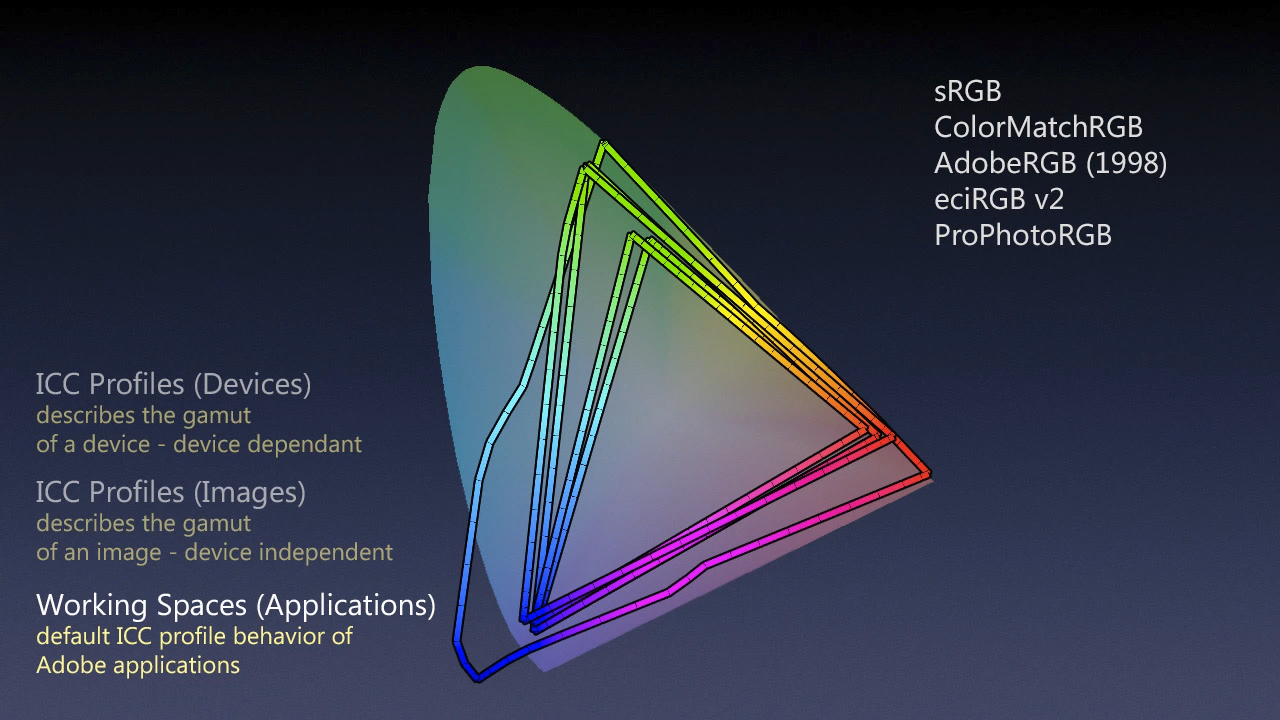 sRGB
ColorMatchRGB
AdobeRGB (1998)
eciRGB v2
ProPhotoRGB
ICC Profiles (Devices)
describes the gamut
of a device - device dependant
ICC Profiles (Images)
describes the gamut
of an image - device independent
Working Spaces (Applications)
default ICC profile behavior of
Adobe applications